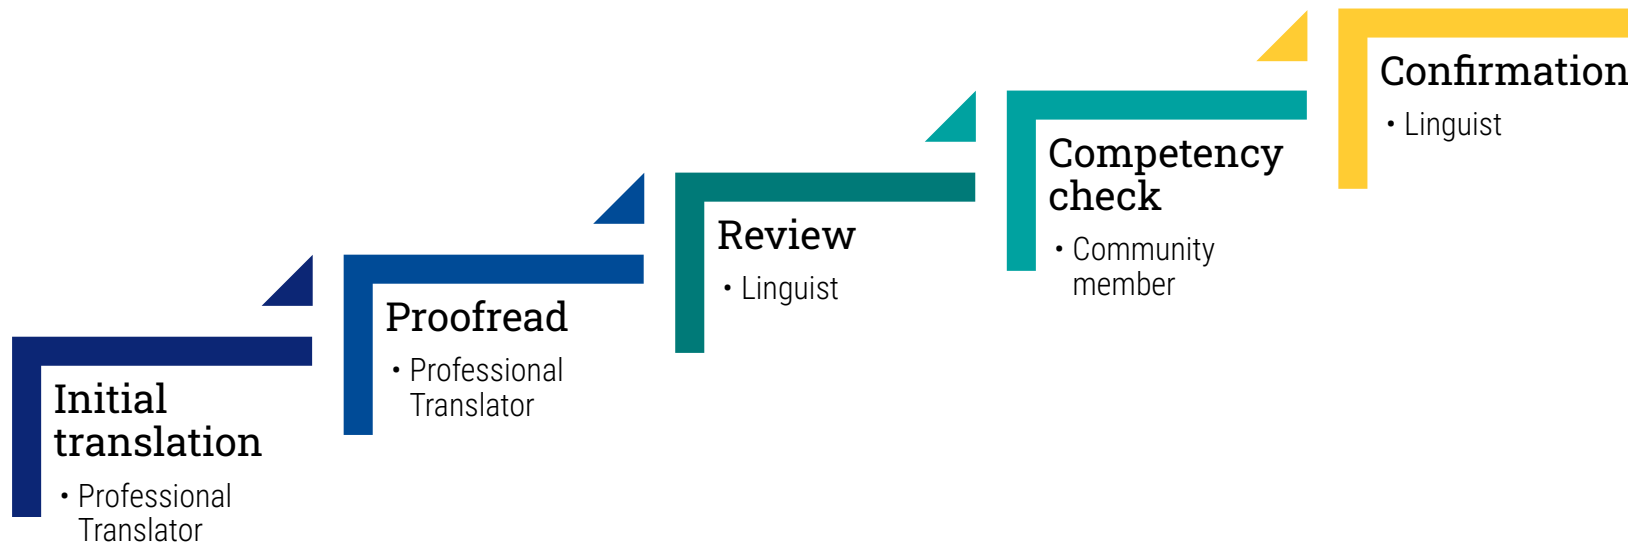 Initial
translation
• Professional
Translator
Proofread
• Professional
Translator
Review
• Linguist
Competency
check
• Community
member
Confirmation
• Linguist